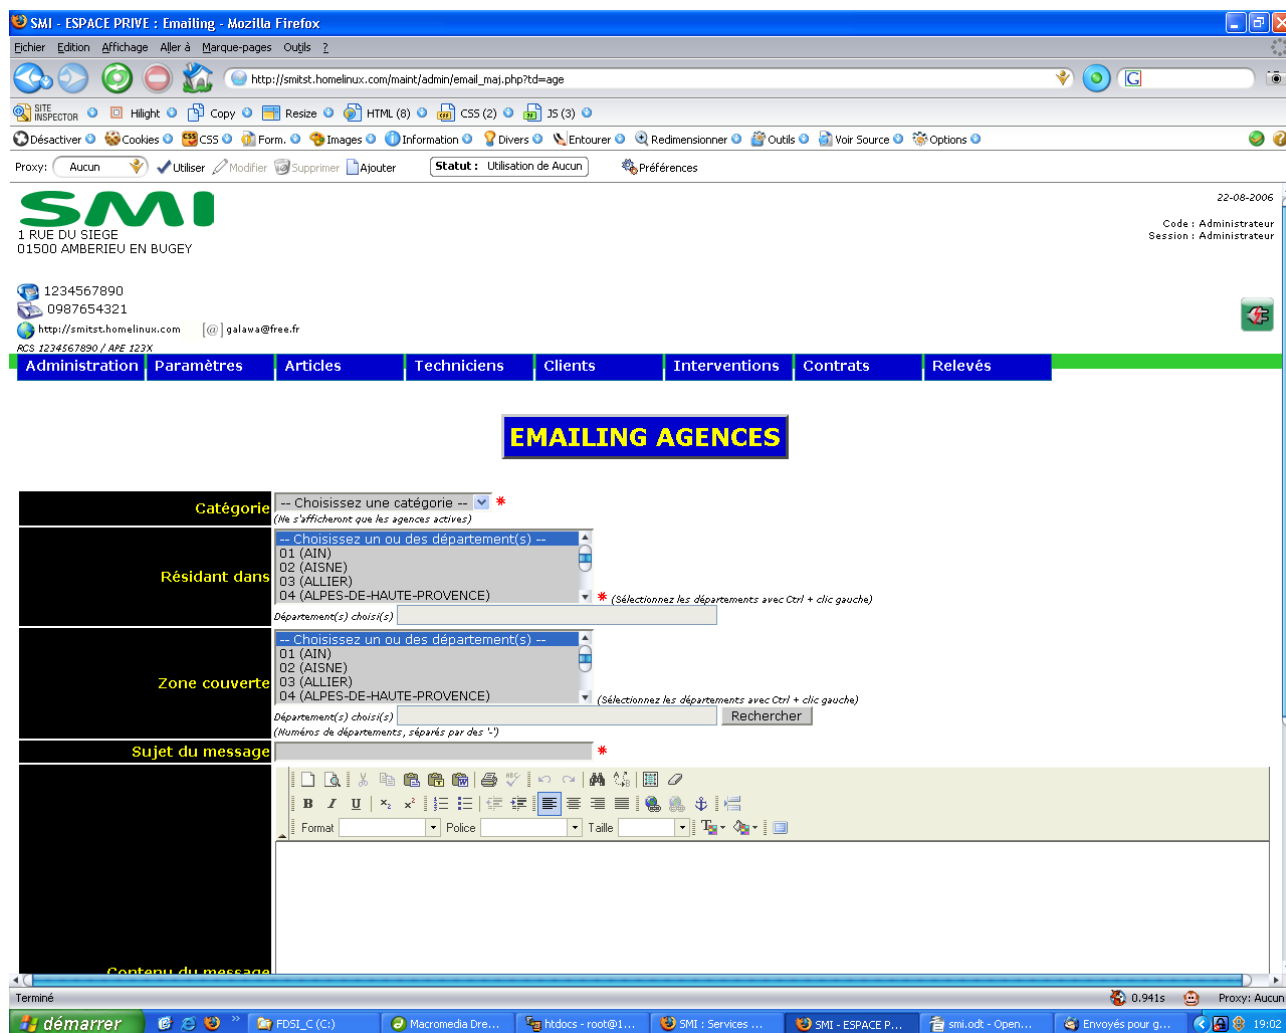 SMI - ESPACE PRIVE : Emailing - Mozilla Firefox
Fichier Edition Affichage Aller à Marque-pages Outils ?
http://smitst.homelinux.com/maint/admin/email_maj.php?td=age
G
SITE INSPECTOR Hilight Copy Resize HTML (8) CSS (2) JS (3)
Désactiver Cookies CSS Form. Images Information Divers Entourer Redimensionner Outils Voir Source Options
Proxy: Aucun Utiliser Modifier Supprimer Ajouter Statut : Utilisation de Aucun Préférences
SMI
22-08-2006
1 RUE DU SIEGE
01500 AMBERIEU EN BUGEY
Code : Administrateur
Session : Administrateur
1234567890
0987654321
http://smitst.homelinux.com [@] galawa@free.fr
RCS 1234567890 / APE 123X
Administration Paramètres Articles Techniciens Clients Interventions Contrats Relevés
EMAILING AGENCES
Catégorie -- Choisissez une catégorie -- *
(Ne s'afficheront que les agences actives)
Résidant dans
-- Choisissez un ou des département(s) --
01 (AIN)
02 (AISNE)
03 (ALLIER)
04 (ALPES-DE-HAUTE-PROVENCE) * (Sélectionnez les départements avec Ctrl + clic gauche)
Département(s) choisi(s)
Zone couverte
-- Choisissez un ou des département(s) --
01 (AIN)
02 (AISNE)
03 (ALLIER)
04 (ALPES-DE-HAUTE-PROVENCE) (Sélectionnez les départements avec Ctrl + clic gauche)
Département(s) choisi(s) Rechercher
(Numéros de départements, séparés par des '-')
Sujet du message *
B I U x₂ x²
Format Police Taille
Contenu du message
Terminé 0.941s Proxy: Aucun
démarrer FDSI_C (C:) Macromedia Dre... htdocs - root@1... SMI : Services ... SMI - ESPACE P... smi.odt - Open... Envoyés pour g... 19:02